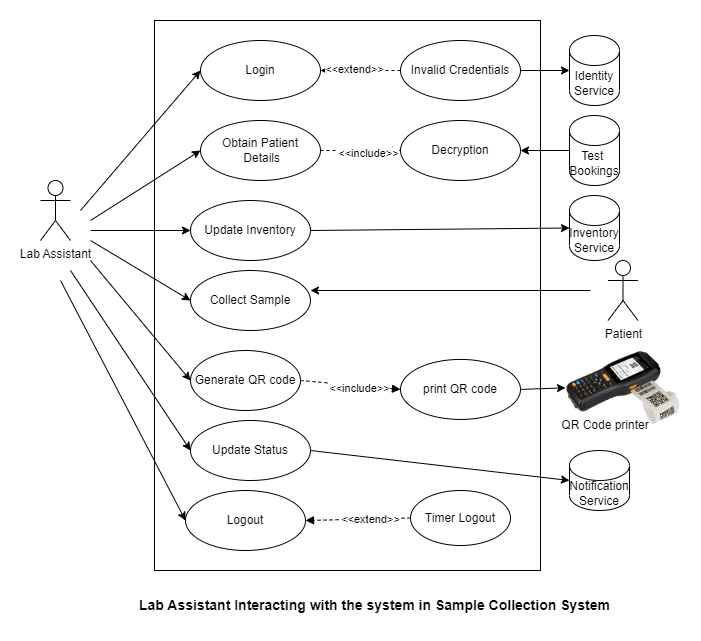 Login
<<extend>>
Invalid Credentials
Identity
Service
Obtain Patient
Details
<<include>>
Decryption
Test
Bookings
Lab Assistant
Update Inventory
Inventory
Service
Collect Sample
Patient
Generate QR code
<<include>>
print QR code
QR Code printer
Update Status
Notification
Service
Logout
<<extend>>
Timer Logout
Lab Assistant Interacting with the system in Sample Collection System